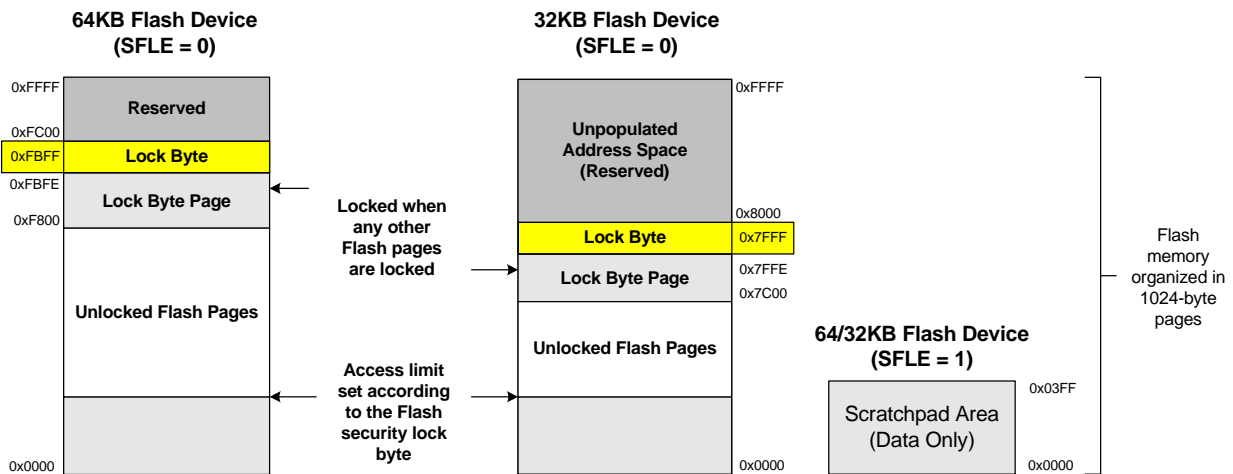 64KB Flash Device
(SFLE = 0)
0xFFFF
Reserved
0xFC00
0xFBFF
Lock Byte
0xFBFE
Lock Byte Page
0xF800
Unlocked Flash Pages
0x0000
Locked when
any other
Flash pages
are locked
Access limit
set according
to the Flash
security lock
byte
32KB Flash Device
(SFLE = 0)
0xFFFF
Unpopulated
Address Space
(Reserved)
0x8000
Lock Byte
0x7FFF
0x7FFE
Lock Byte Page
0x7C00
Unlocked Flash Pages
0x0000
64/32KB Flash Device
(SFLE = 1)
0x03FF
Scratchpad Area
(Data Only)
0x0000
Flash
memory
organized in
1024-byte
pages